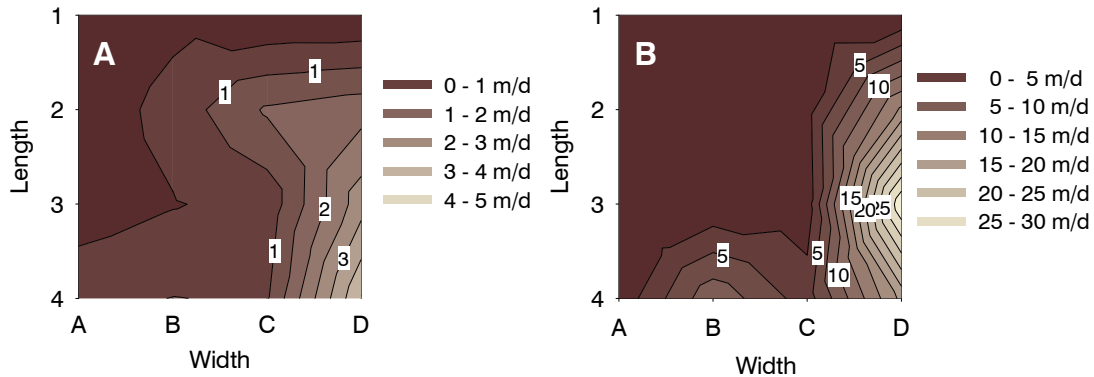 A
1
2
3
4
Length
1
1
2
1
3
A B C D
Width
0 - 1 m/d
1 - 2 m/d
2 - 3 m/d
3 - 4 m/d
4 - 5 m/d
B
1
2
3
4
Length
5
10
15
20
25
5
5
10
A B C D
Width
0 - 5 m/d
5 - 10 m/d
10 - 15 m/d
15 - 20 m/d
20 - 25 m/d
25 - 30 m/d